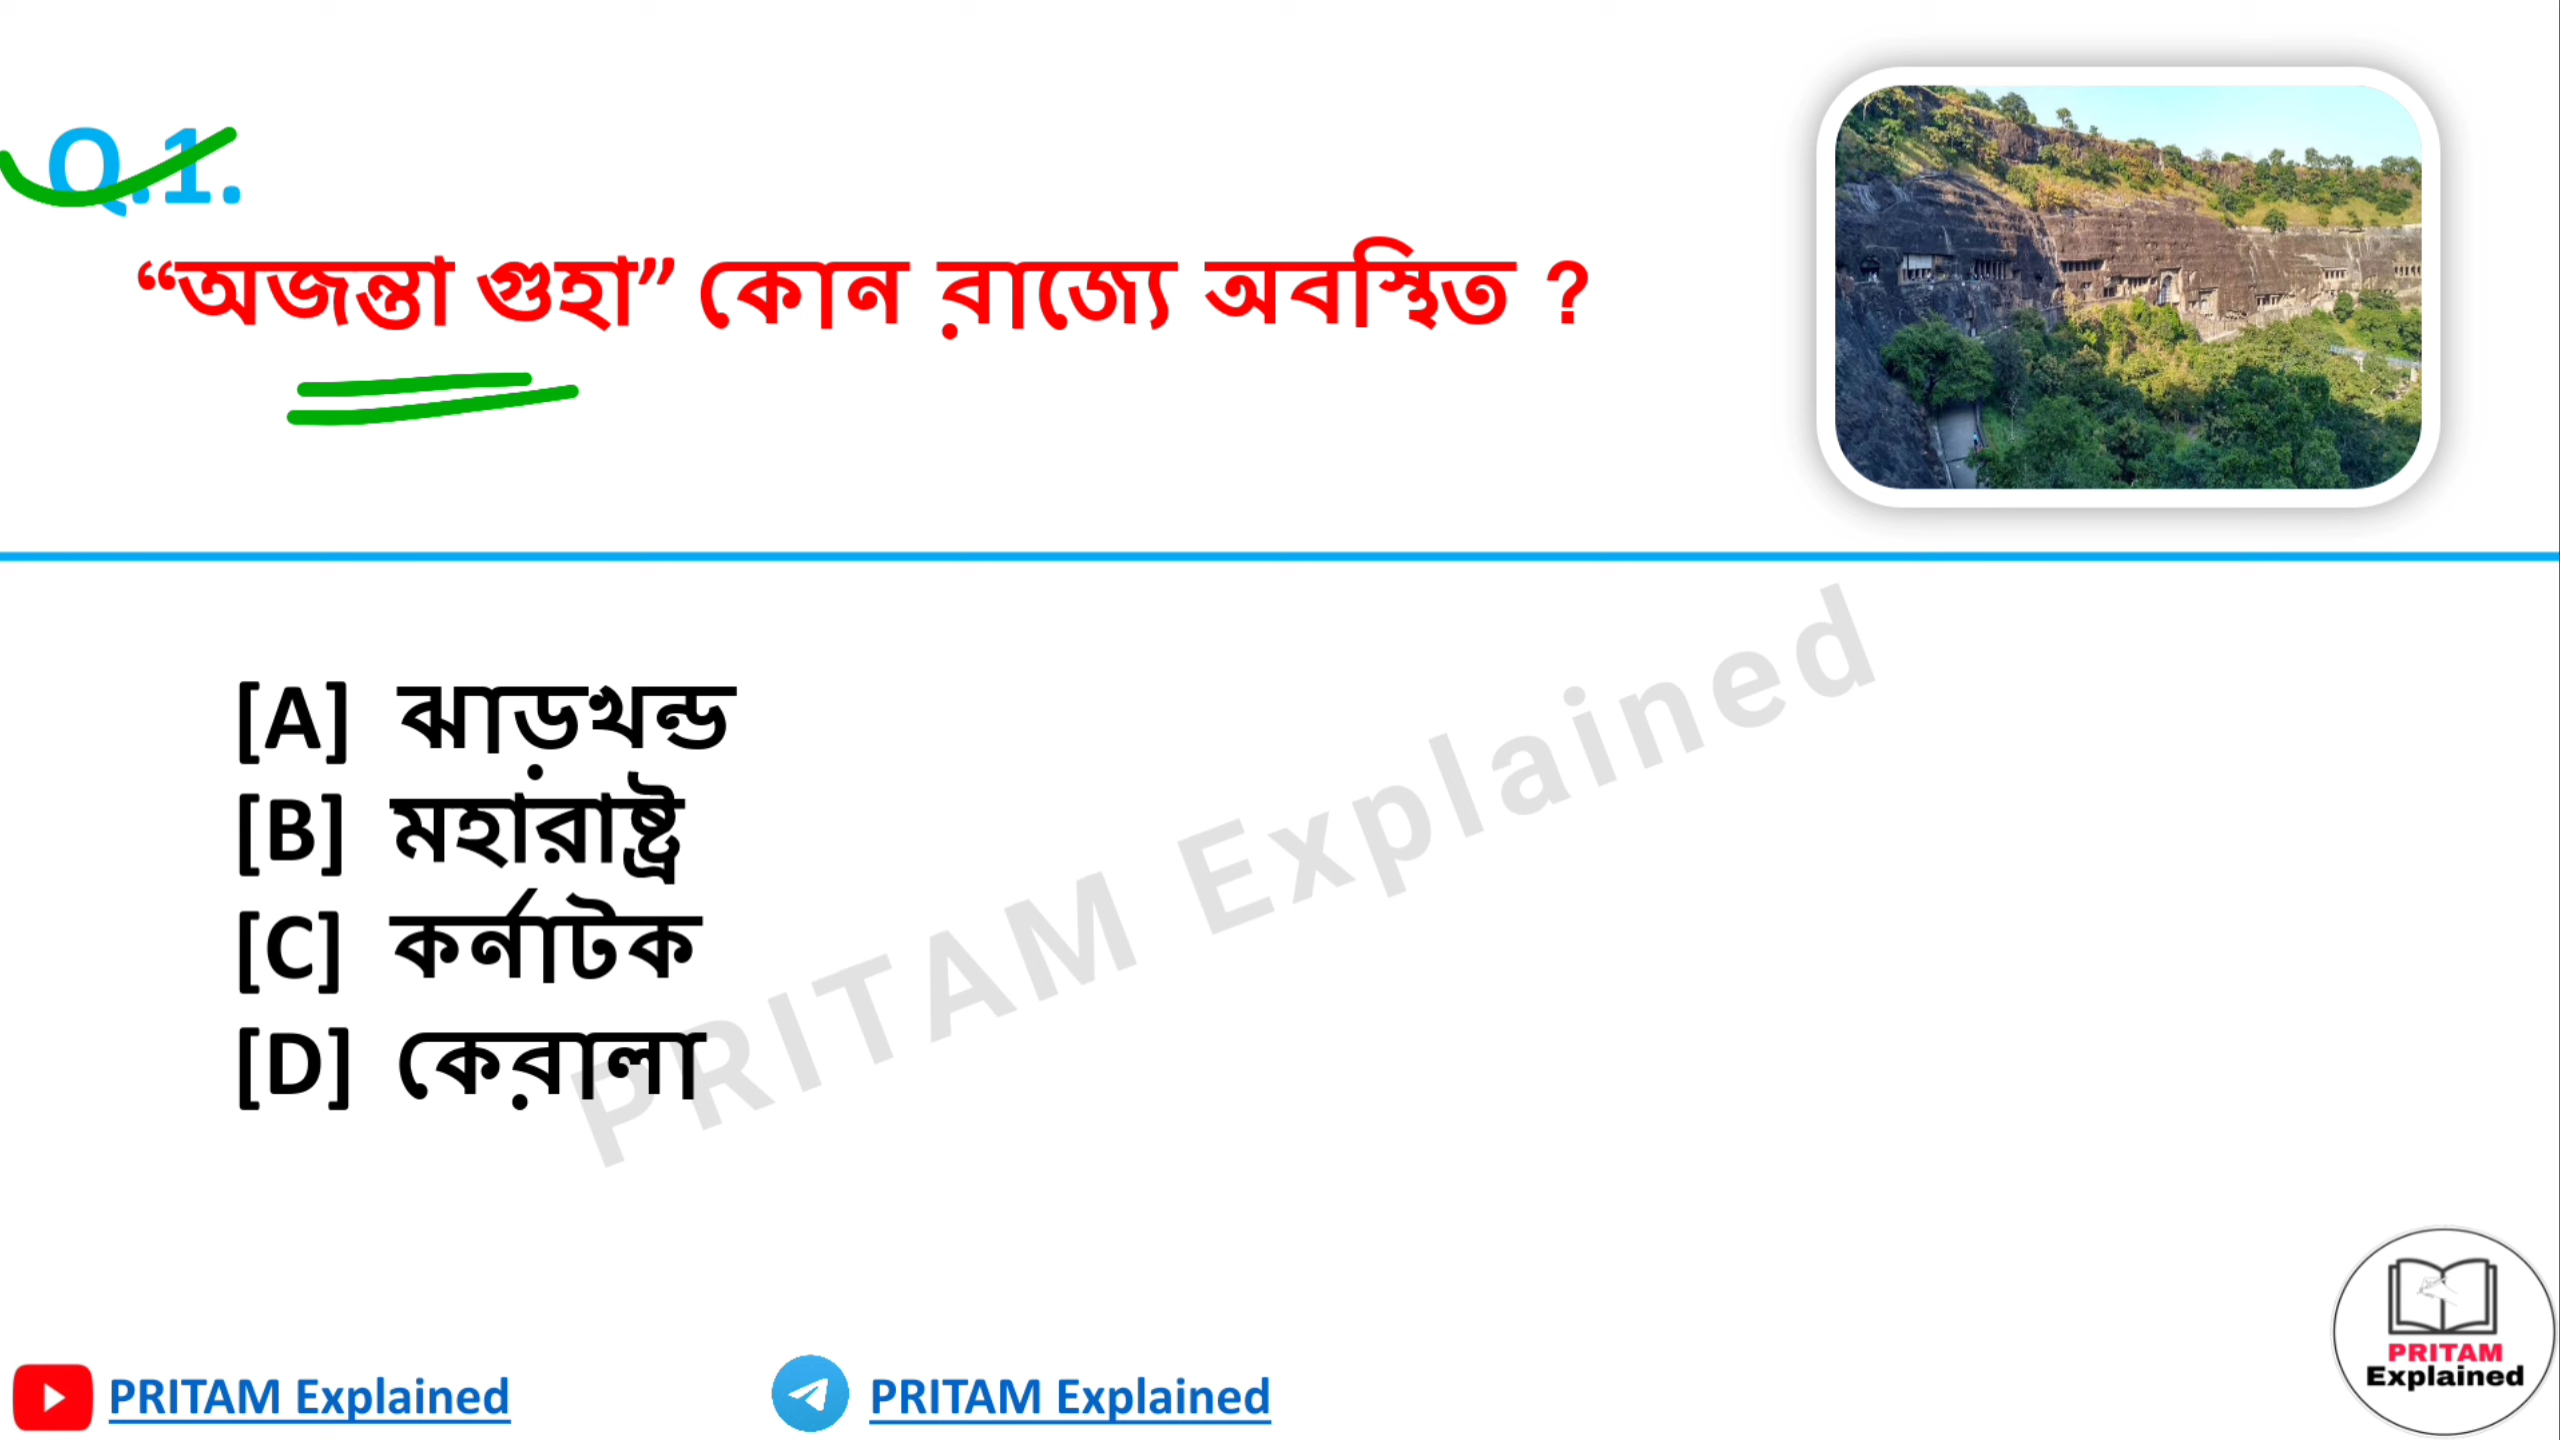 Q.1.
“অজন্তা গুহা” কোন রাজ্যে অবস্থিত ?
[A] ঝাড়খন্ড
[B] মহারাষ্ট্র
[C] কর্নাটক
[D] কেরালা
PRITAM Explained
PRITAM Explained
PRITAM Explained
PRITAM
Explained